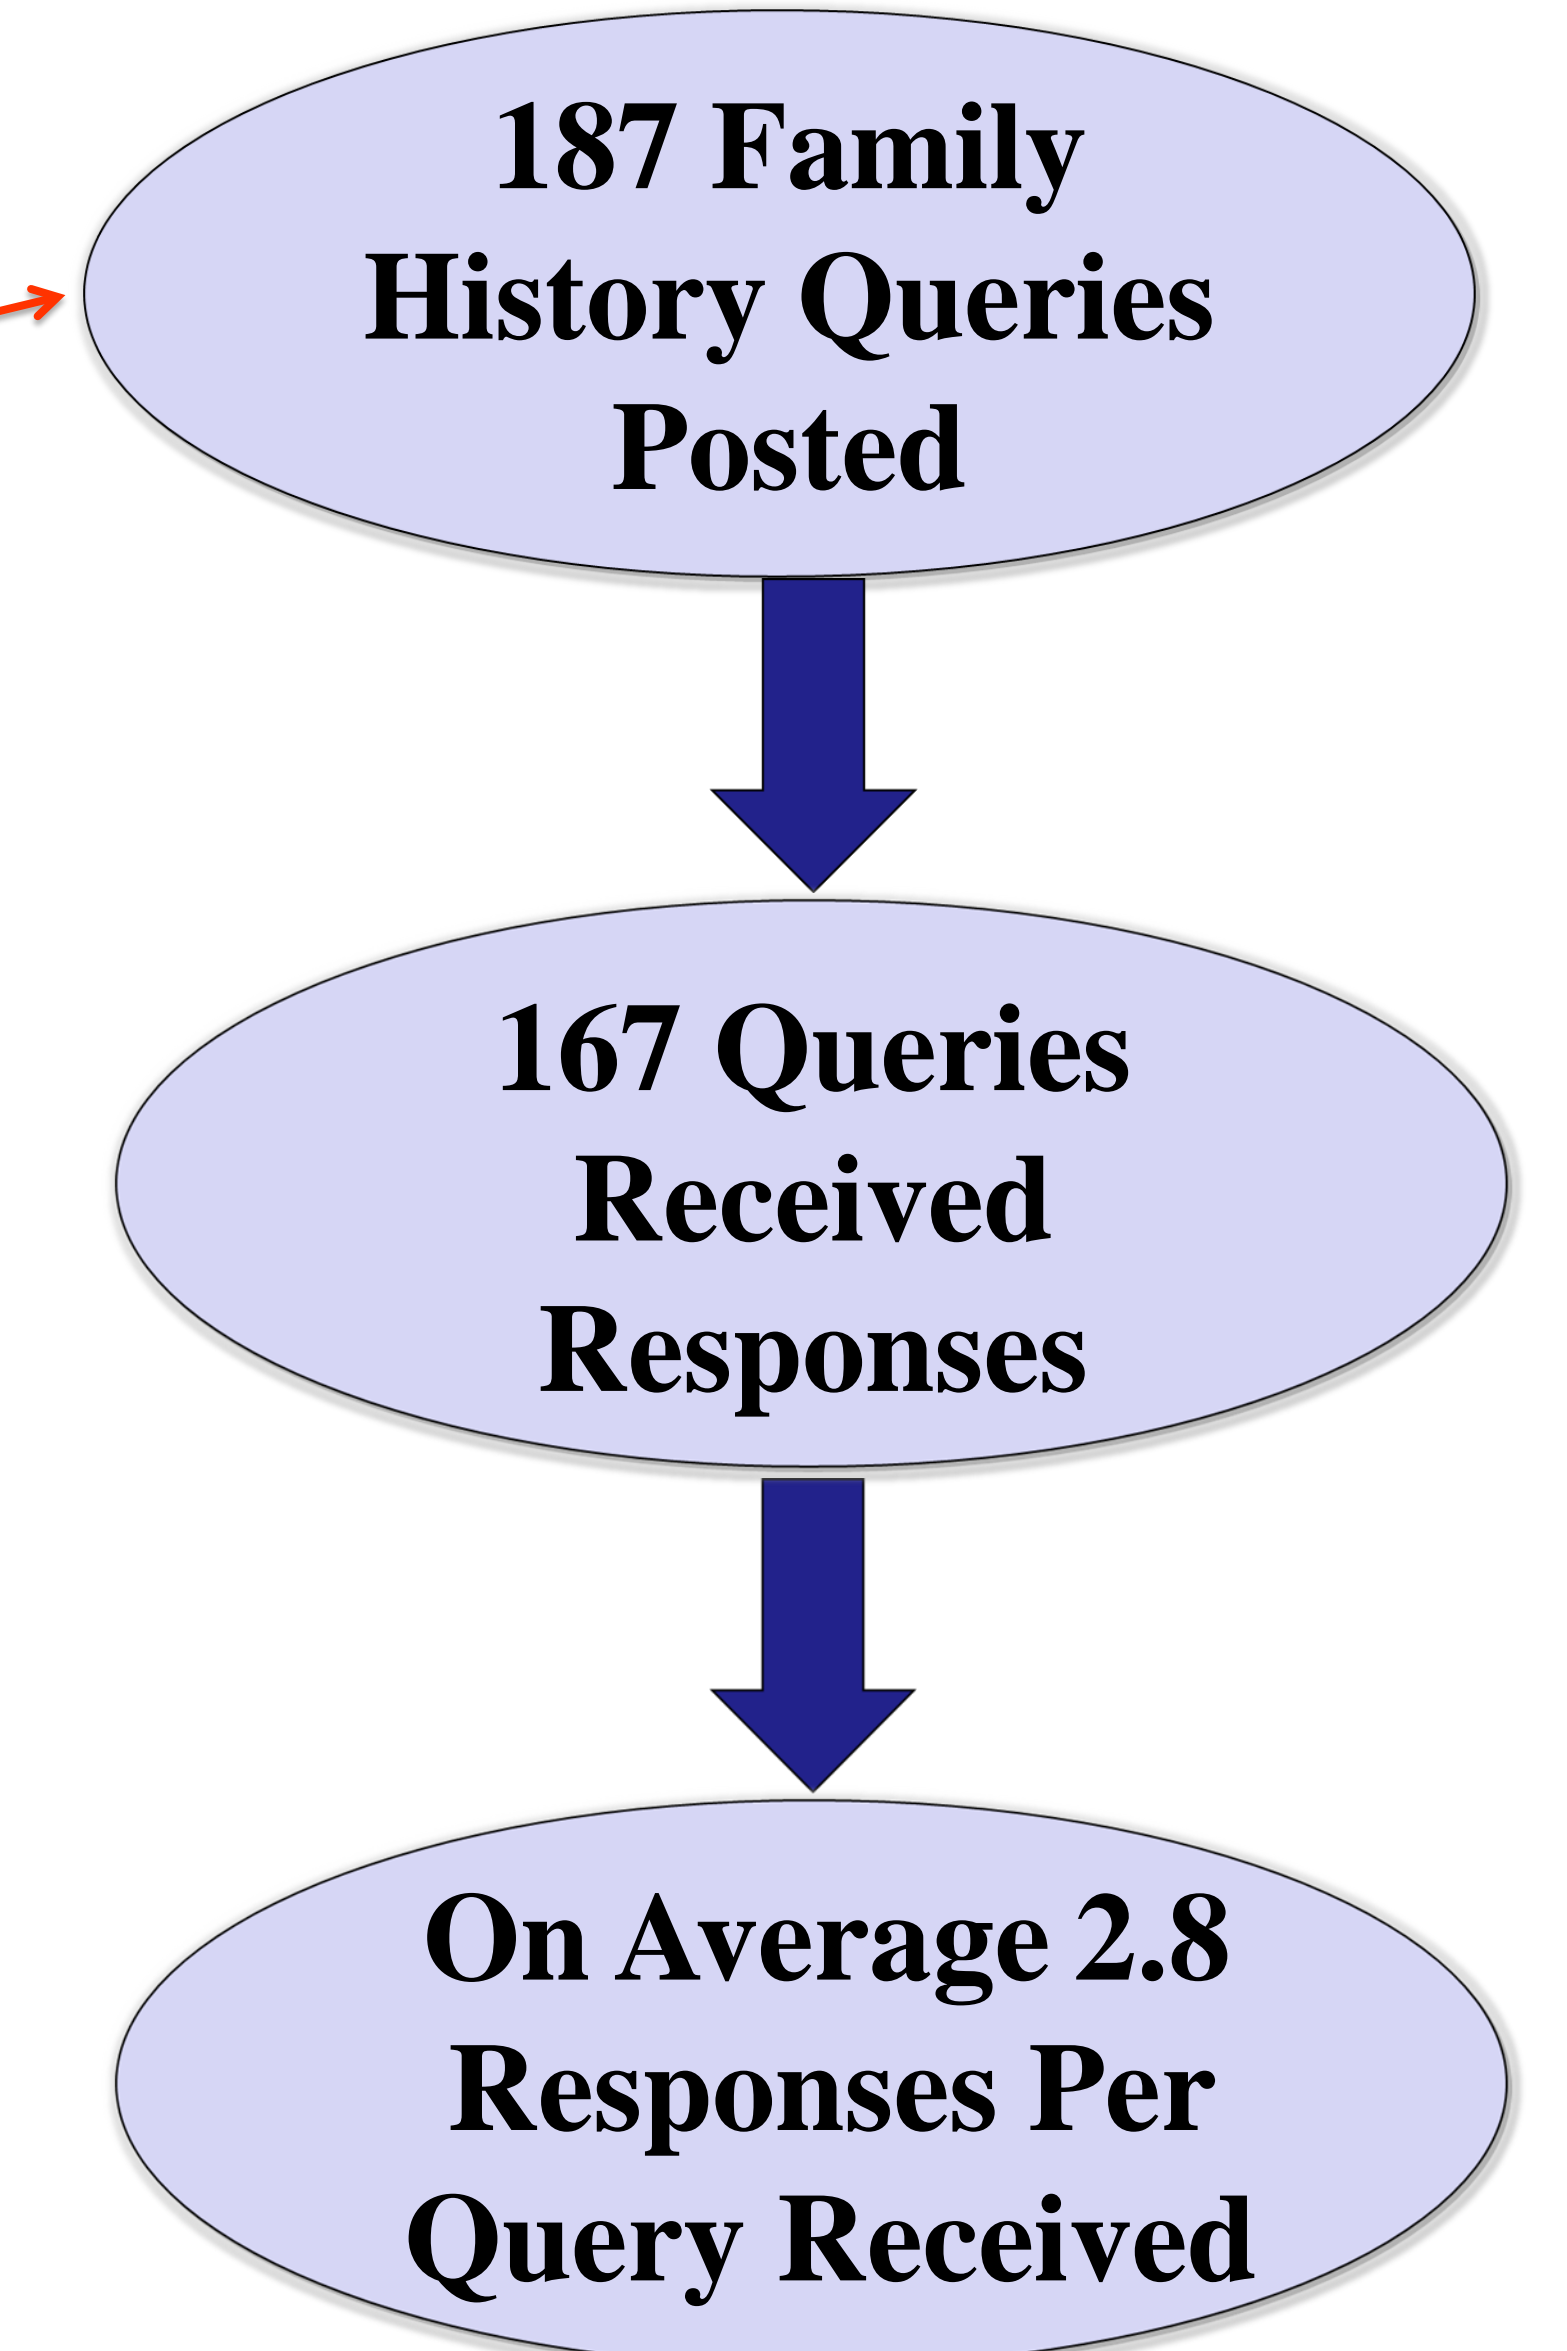 187 Family
History Queries
Posted
167 Queries
Received
Responses
On Average 2.8
Responses Per
Query Received